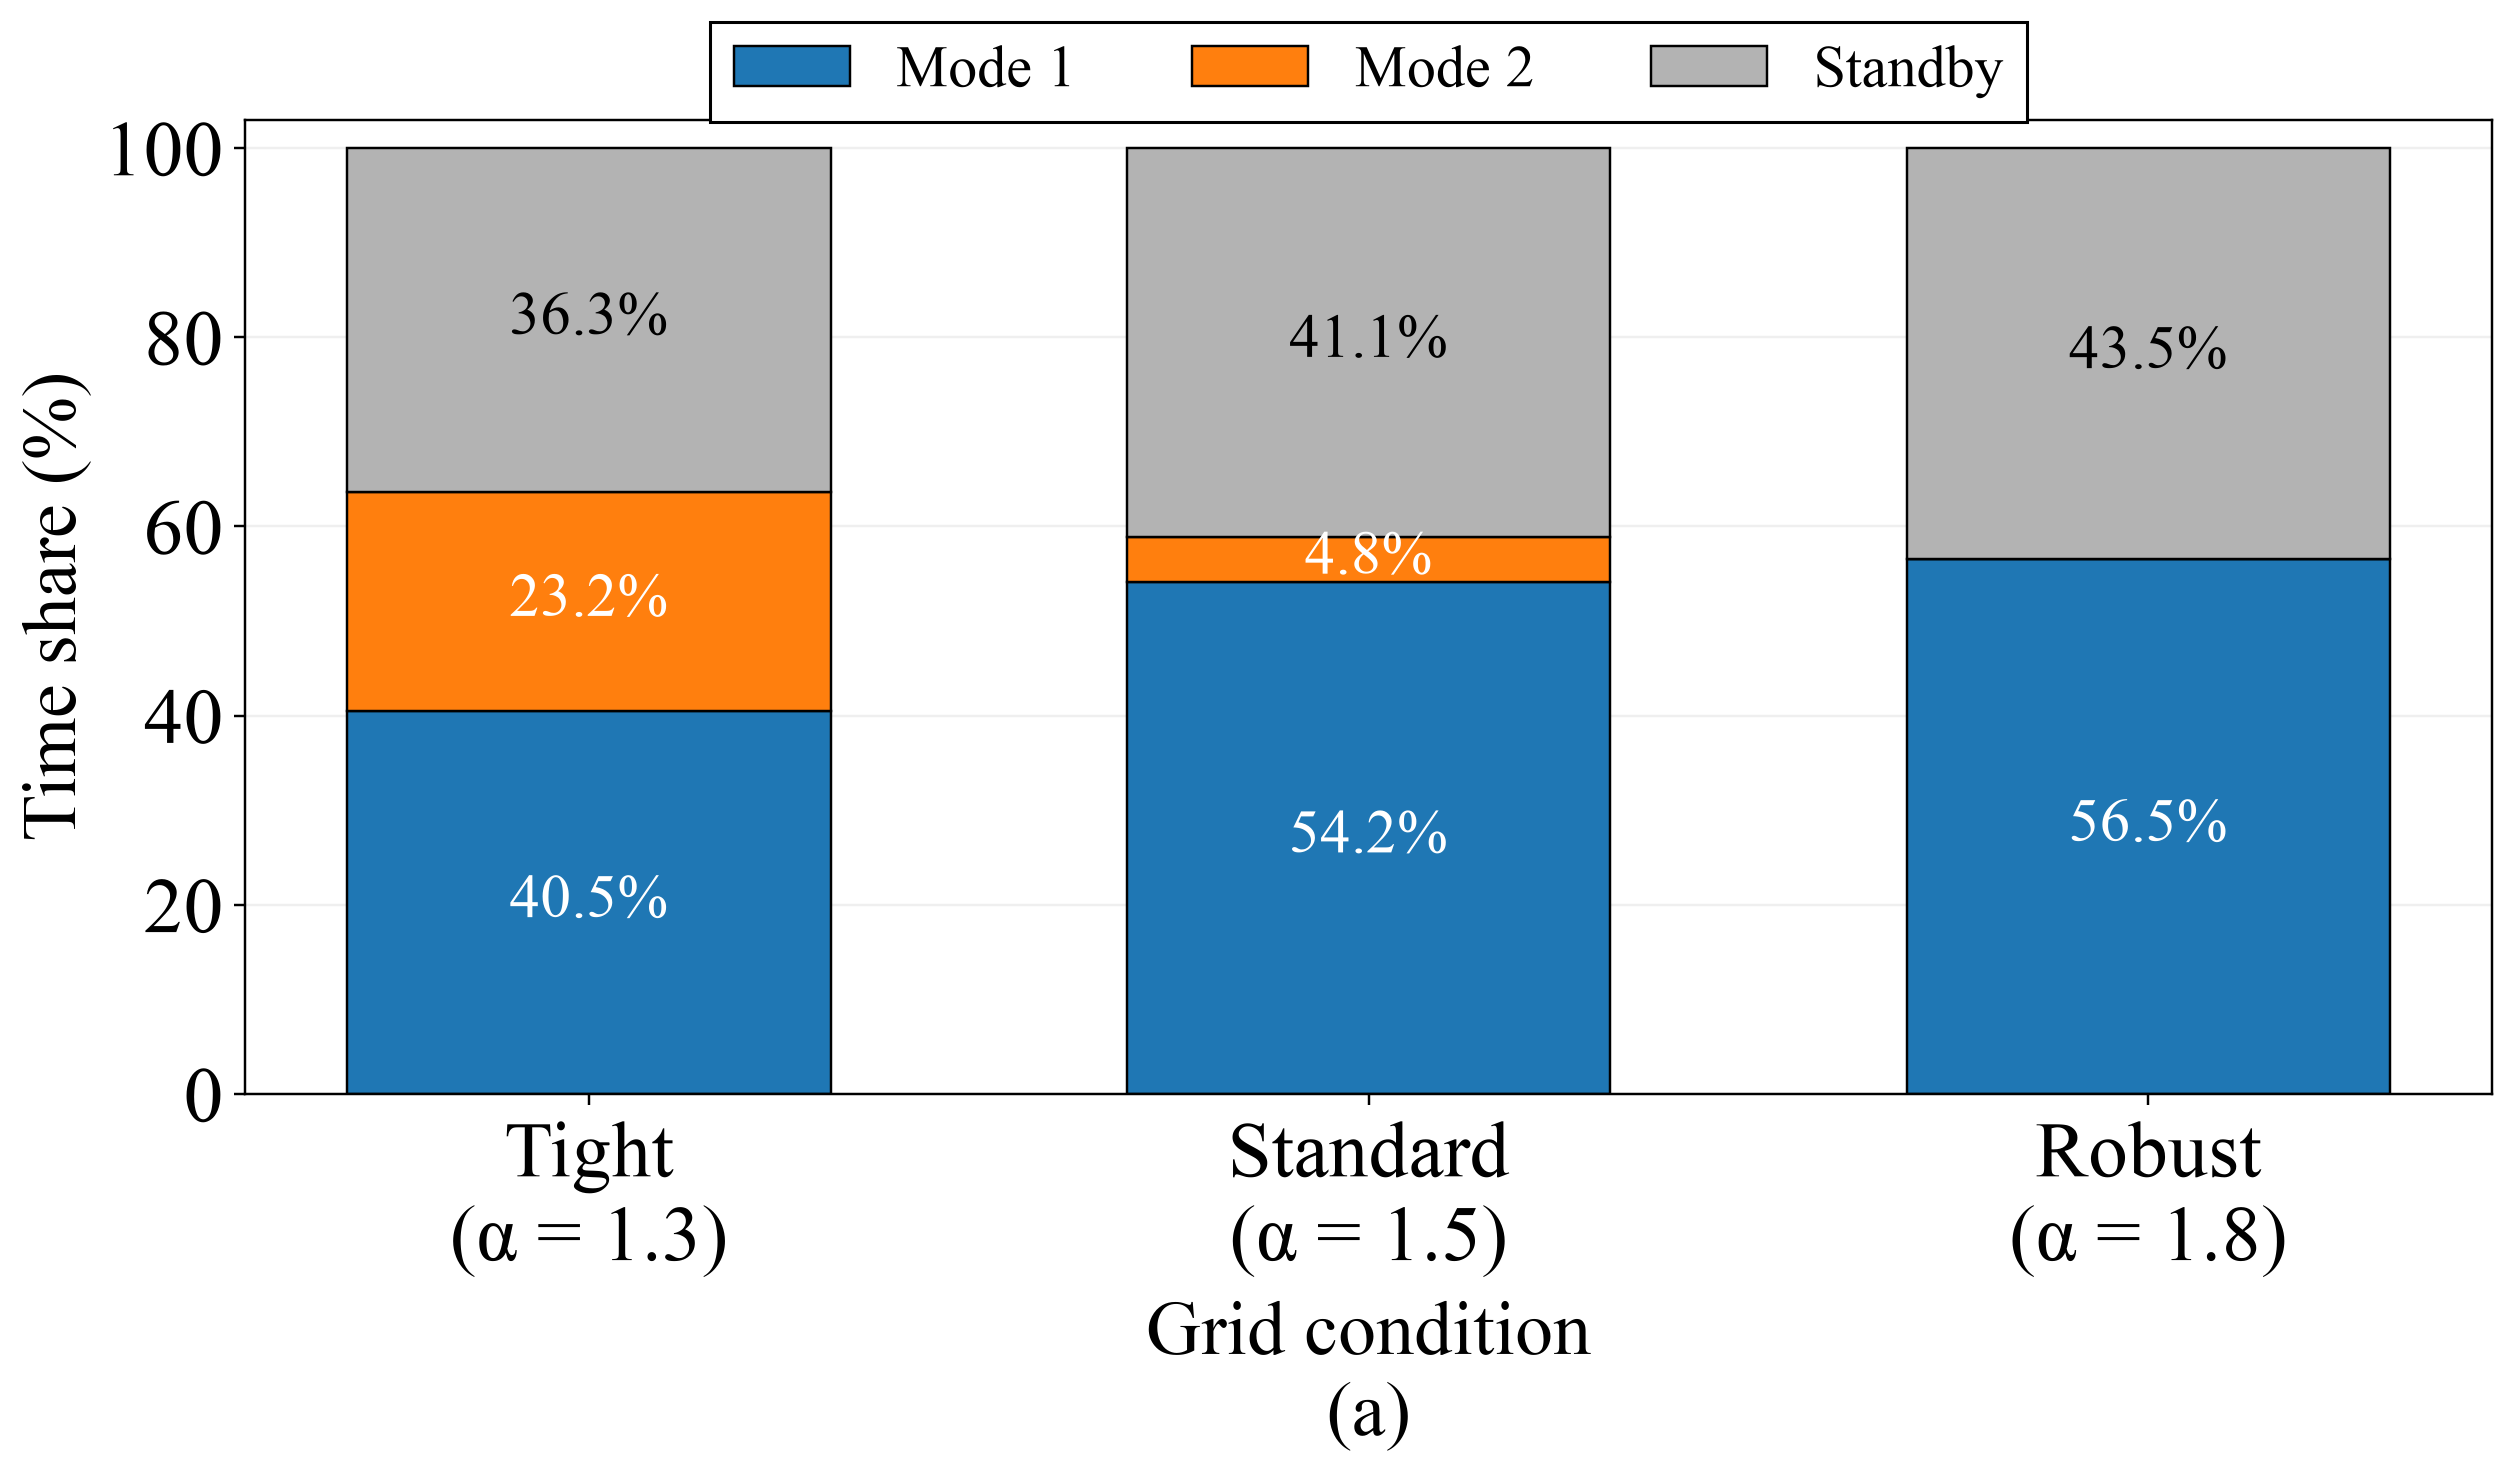 Mode 1 Mode 2 Standby
Time share (%)
100
80
60
40
20
0
36.3% 41.1% 43.5%
23.2% 4.8%
40.5% 54.2% 56.5%
Tight Standard Robust
(α = 1.3) (α = 1.5) (α = 1.8)
Grid condition
(a)